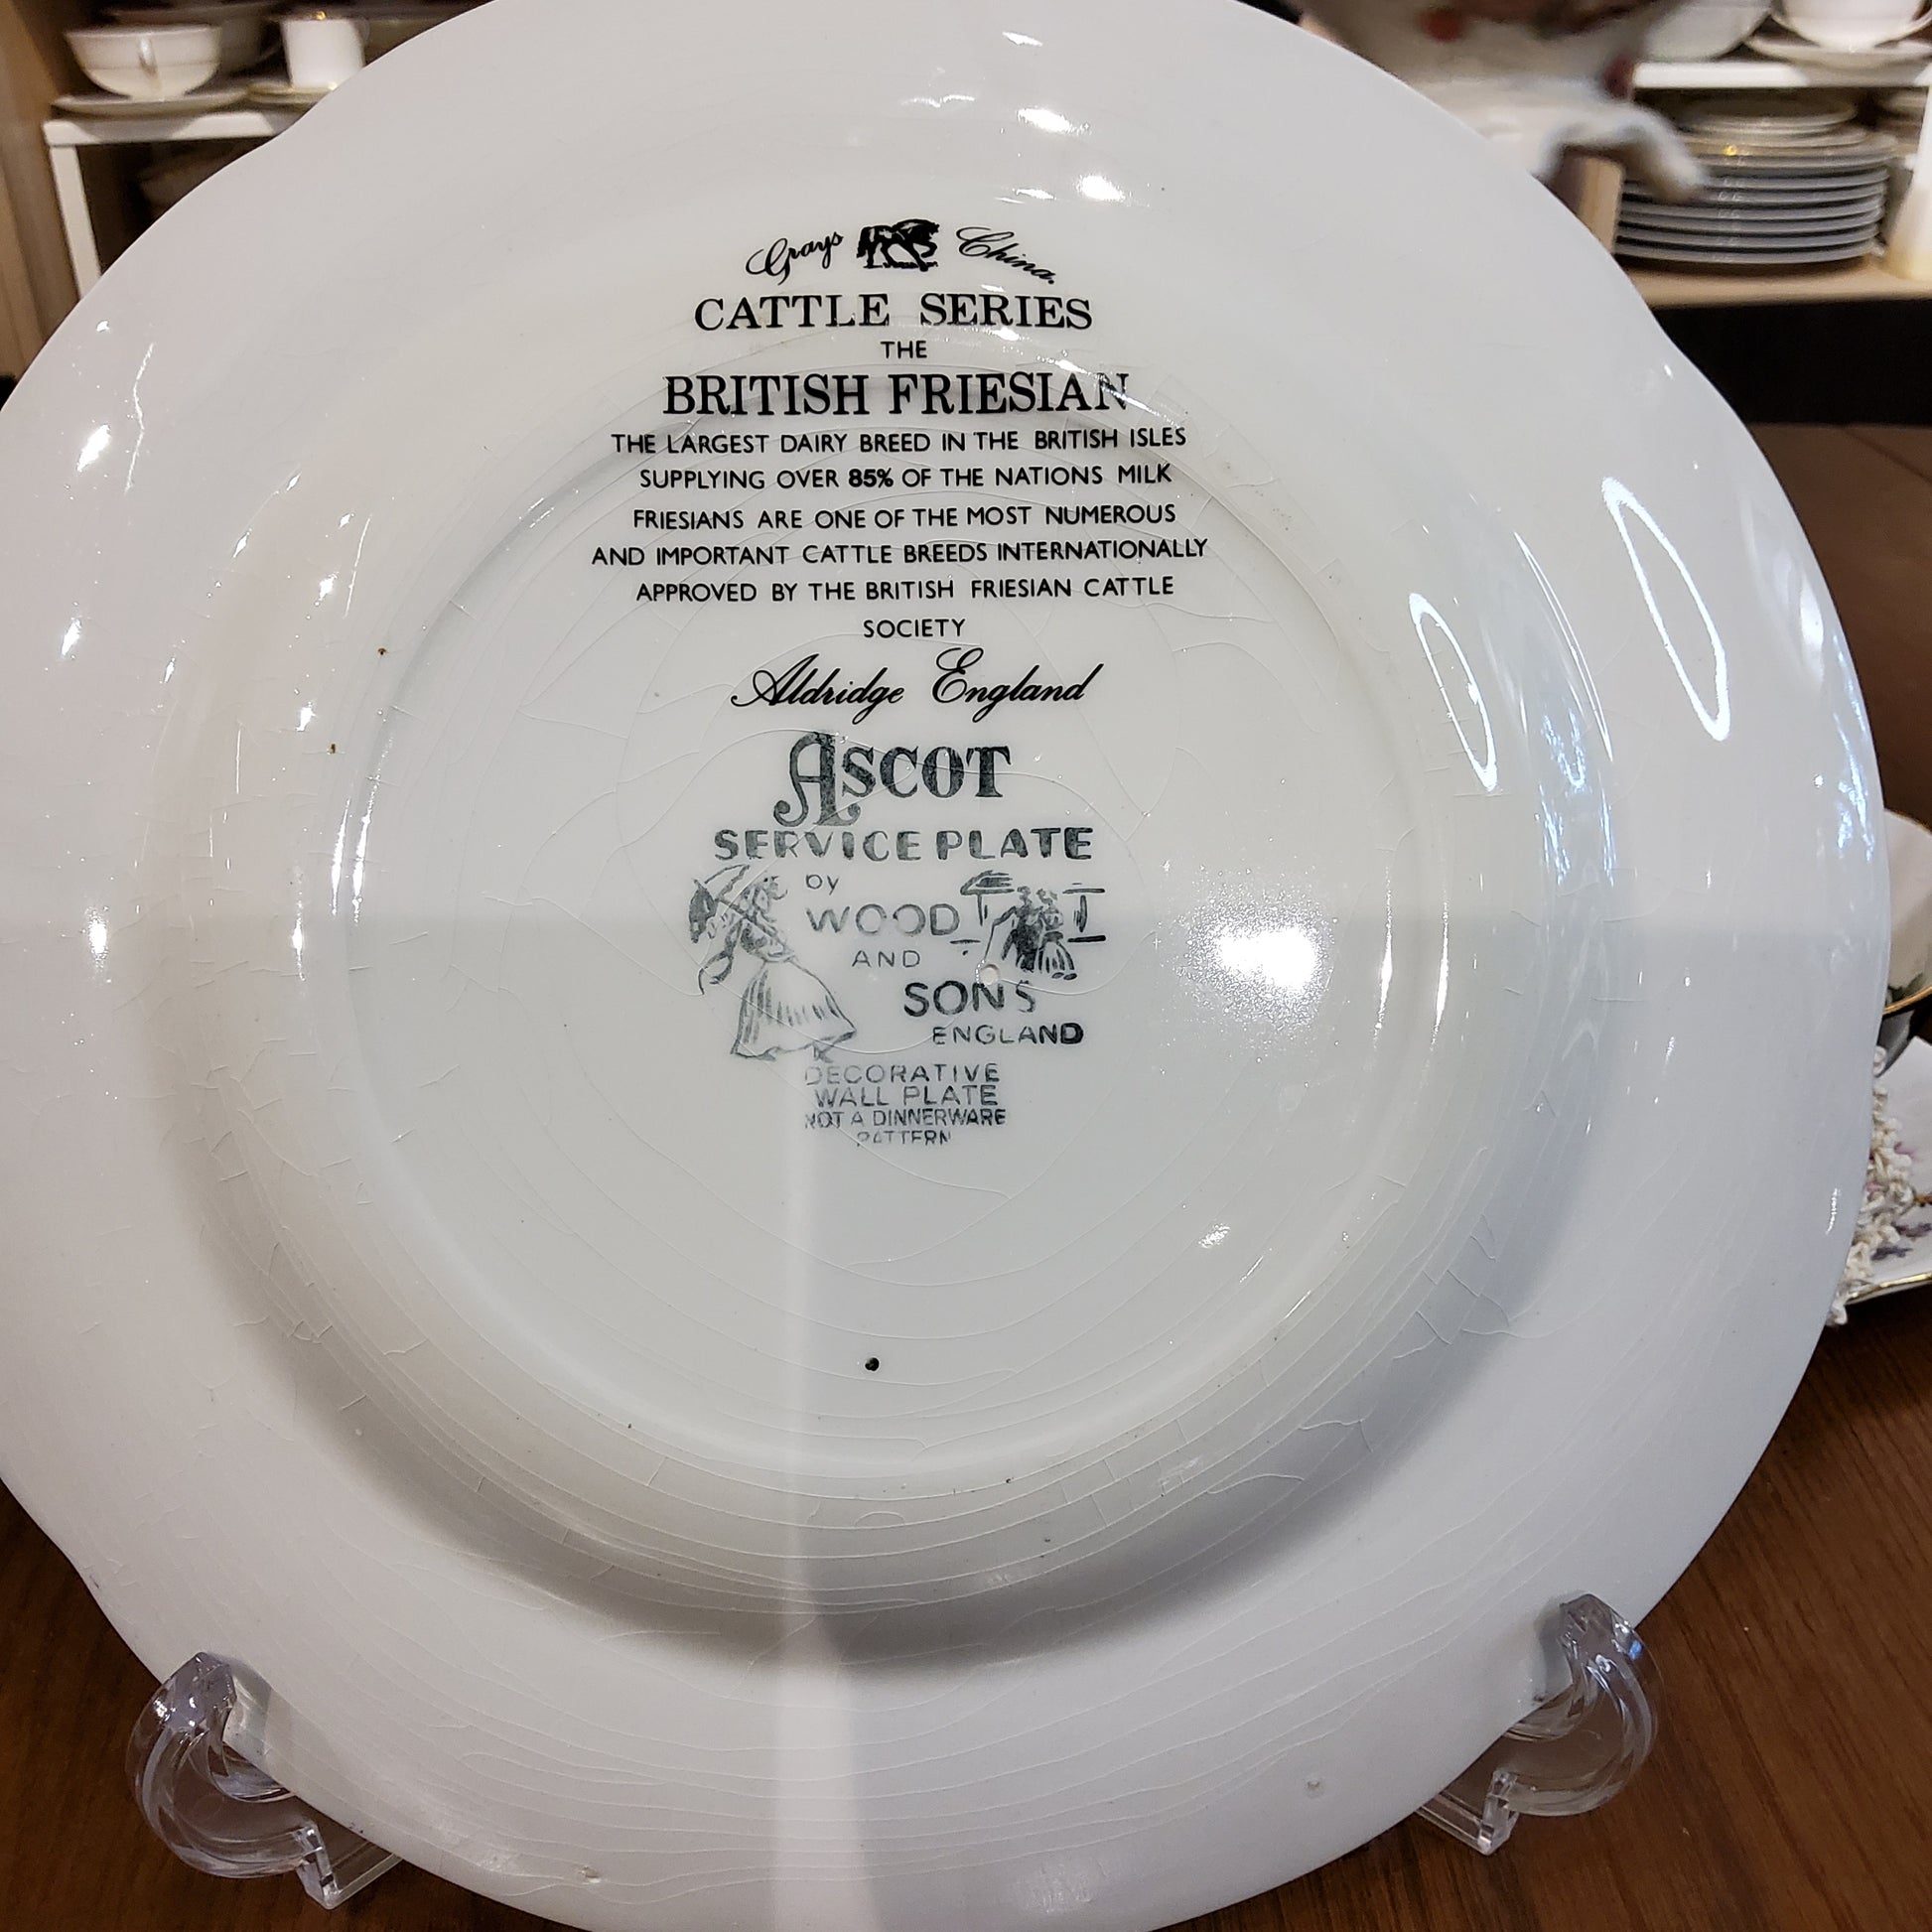 Grays China.
CATTLE SERIES
THE
BRITISH FRIESIAN
THE LARGEST DAIRY BREED IN THE BRITISH ISLES
SUPPLYING OVER 85% OF THE NATIONS MILK
FRIESIANS ARE ONE OF THE MOST NUMEROUS
AND IMPORTANT CATTLE BREEDS INTERNATIONALLY
APPROVED BY THE BRITISH FRIESIAN CATTLE
SOCIETY
Aldridge England
ASCOT
SERVICE PLATE
by
WOOD
AND
SONS
ENGLAND
DECORATIVE
WALL PLATE
NOT A DINNERWARE
PATTERN